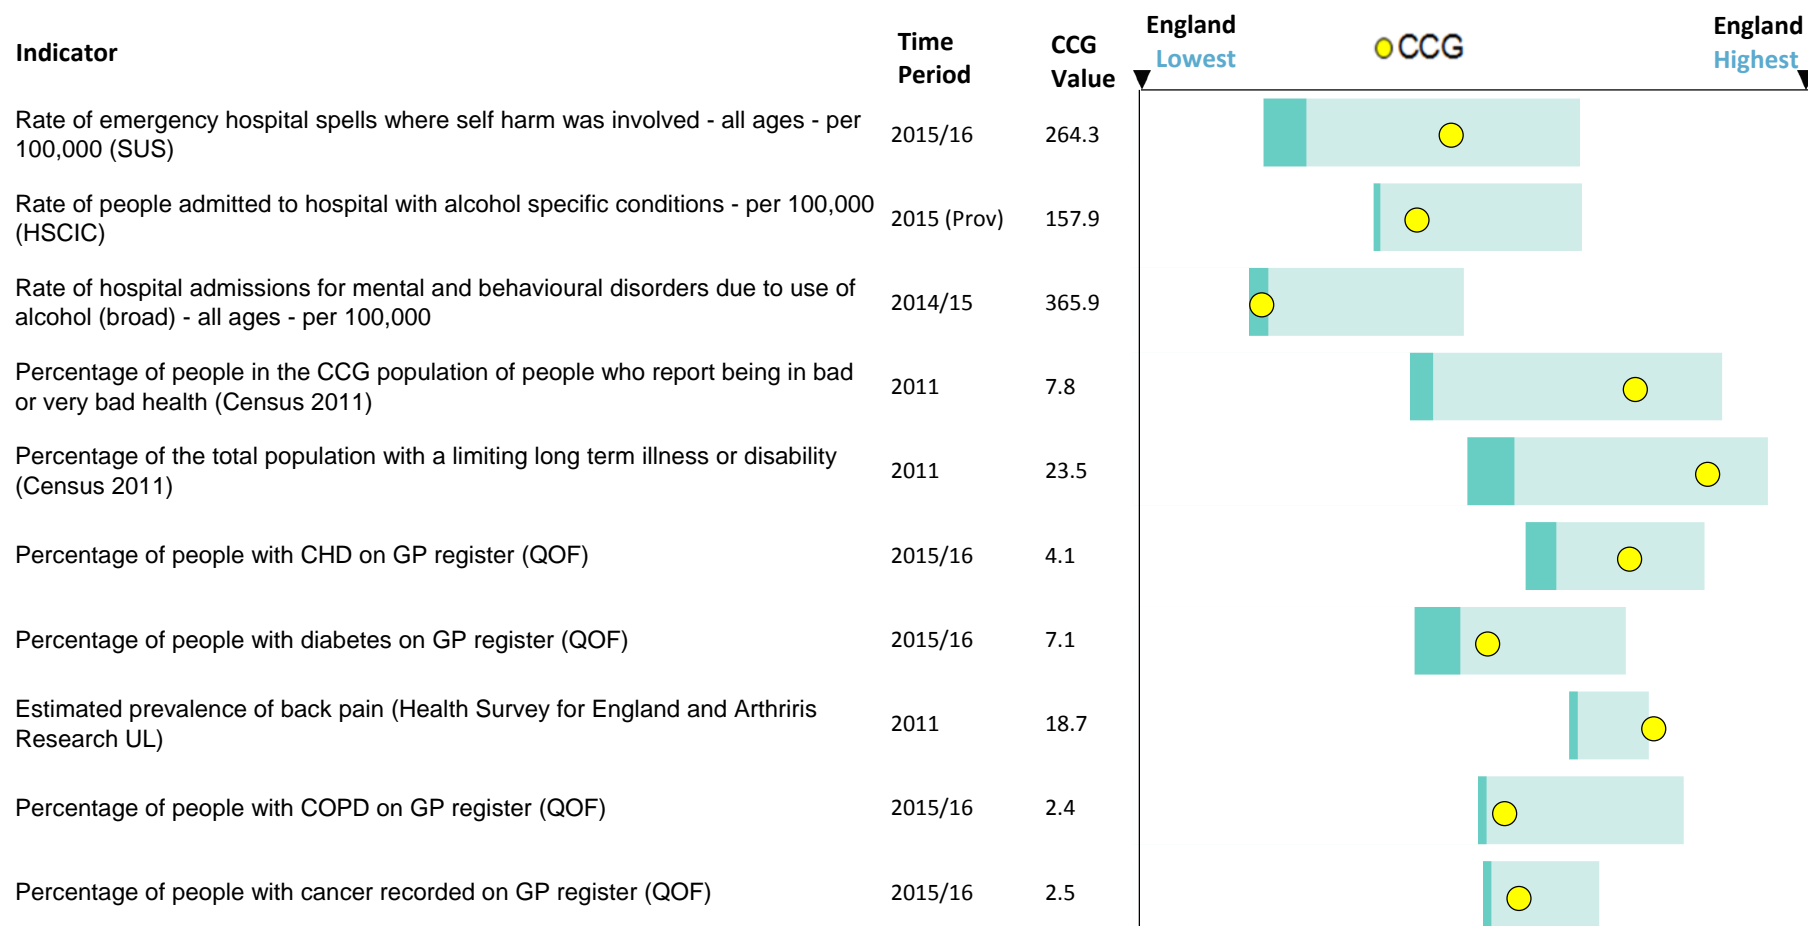 Indicator
Time
Period
CCG
Value
England
Lowest
CCG
England
Highest
Rate of emergency hospital spells where self harm was involved - all ages - per
100,000 (SUS)
2015/16
264.3
Rate of people admitted to hospital with alcohol specific conditions - per 100,000
(HSCIC)
2015 (Prov)
157.9
Rate of hospital admissions for mental and behavioural disorders due to use of
alcohol (broad) - all ages - per 100,000
2014/15
365.9
Percentage of people in the CCG population of people who report being in bad
or very bad health (Census 2011)
2011
7.8
Percentage of the total population with a limiting long term illness or disability
(Census 2011)
2011
23.5
Percentage of people with CHD on GP register (QOF)
2015/16
4.1
Percentage of people with diabetes on GP register (QOF)
2015/16
7.1
Estimated prevalence of back pain (Health Survey for England and Arthriris
Research UL)
2011
18.7
Percentage of people with COPD on GP register (QOF)
2015/16
2.4
Percentage of people with cancer recorded on GP register (QOF)
2015/16
2.5